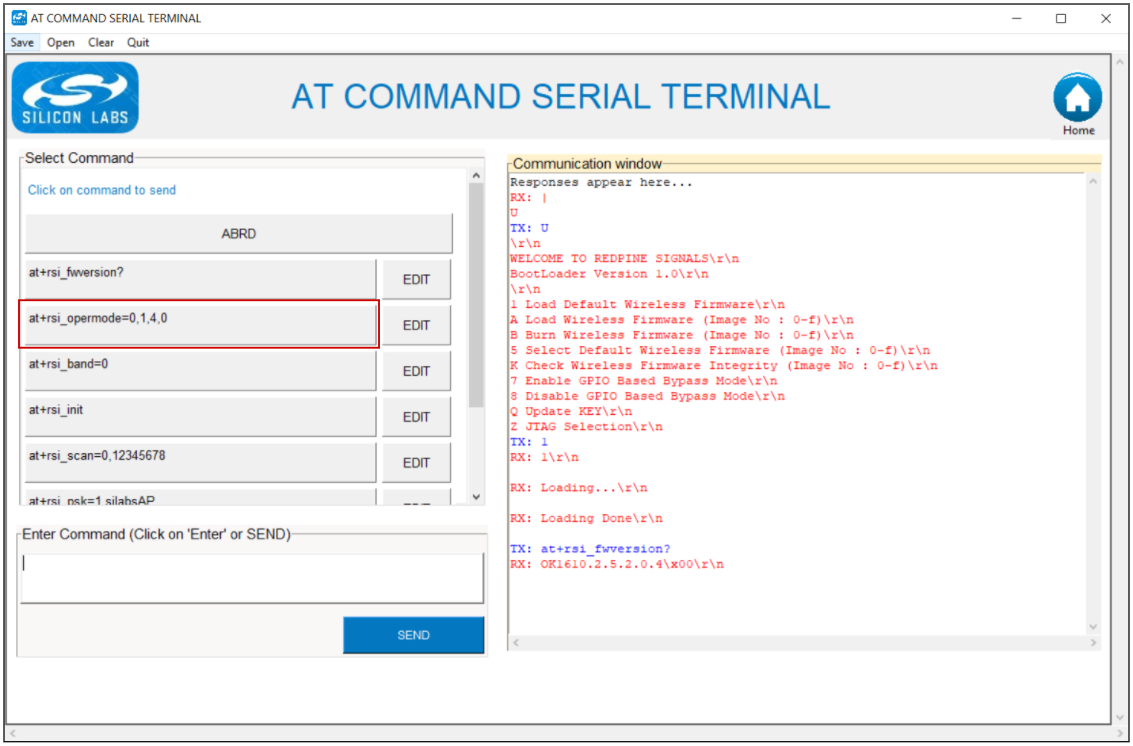 AT COMMAND SERIAL TERMINAL
Save Open Clear Quit
SILICON LABS
AT COMMAND SERIAL TERMINAL
Home
Select Command
Click on command to send
ABRD
at+rsi_fwversion?
EDIT
at+rsi_opermode=0,1,4,0
EDIT
at+rsi_band=0
EDIT
at+rsi_init
EDIT
at+rsi_scan=0,12345678
EDIT
at+rsi_psk=1,silabsAP
Enter Command (Click on 'Enter' or SEND)
SEND
Communication window
Responses appear here...
RX: |
U
TX: U
\r\n
WELCOME TO REDPINE SIGNALS\r\n
BootLoader Version 1.0\r\n
\r\n
1 Load Default Wireless Firmware\r\n
A Load Wireless Firmware (Image No : 0-f)\r\n
B Burn Wireless Firmware (Image No : 0-f)\r\n
5 Select Default Wireless Firmware (Image No : 0-f)\r\n
K Check Wireless Firmware Integrity (Image No : 0-f)\r\n
7 Enable GPIO Based Bypass Mode\r\n
8 Disable GPIO Based Bypass Mode\r\n
Q Update KEY\r\n
Z JTAG Selection\r\n
TX: 1
RX: 1\r\n
RX: Loading...\r\n
RX: Loading Done\r\n
TX: at+rsi_fwversion?
RX: OK1610.2.5.2.0.4\x00\r\n